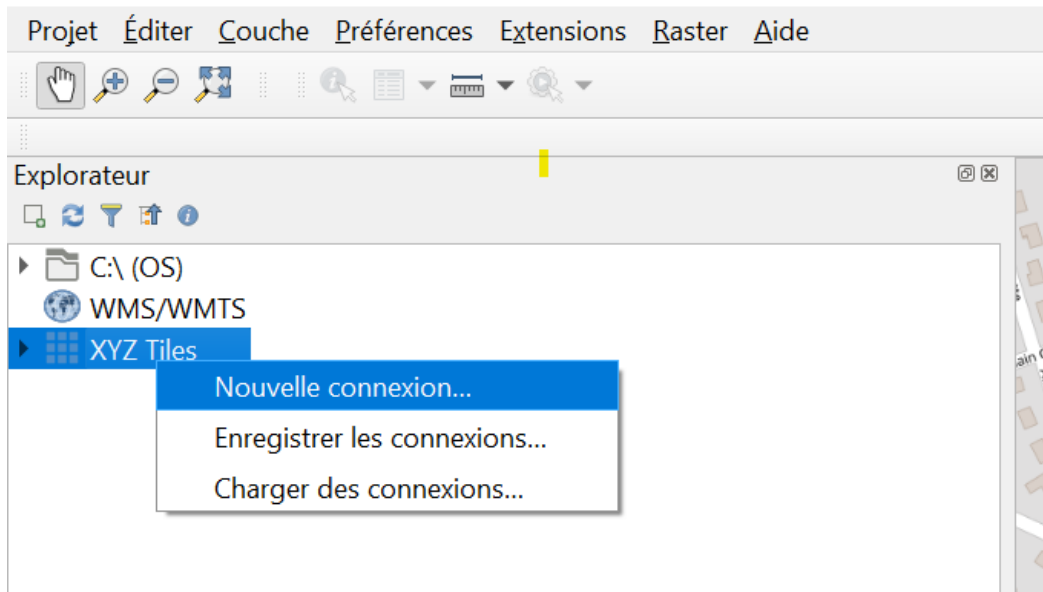 Projet Éditer Couche Préférences Extensions Raster Aide
Explorateur
C:\ (OS)
WMS/WMTS
XYZ Tiles
Nouvelle connexion...
Enregistrer les connexions...
Charger des connexions...